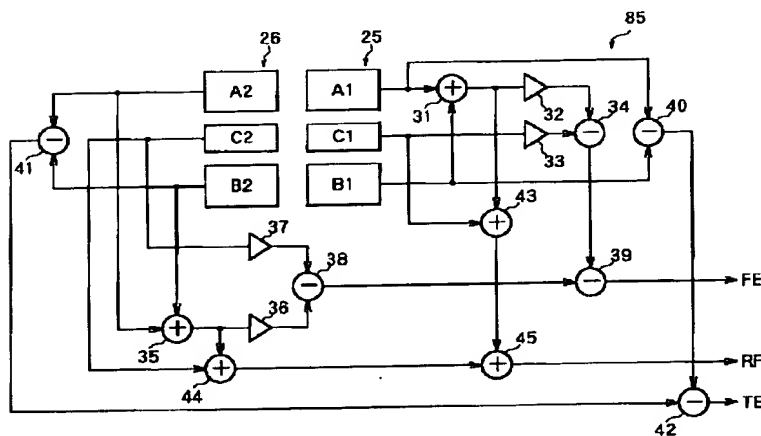 26 25 85
A2 A1
31 32 34 40
41 C2 C1 33
B2 B1
43
37 38 39 FE
36
35 44 45 RF
42 TE
+ + + + +
− − − − − −